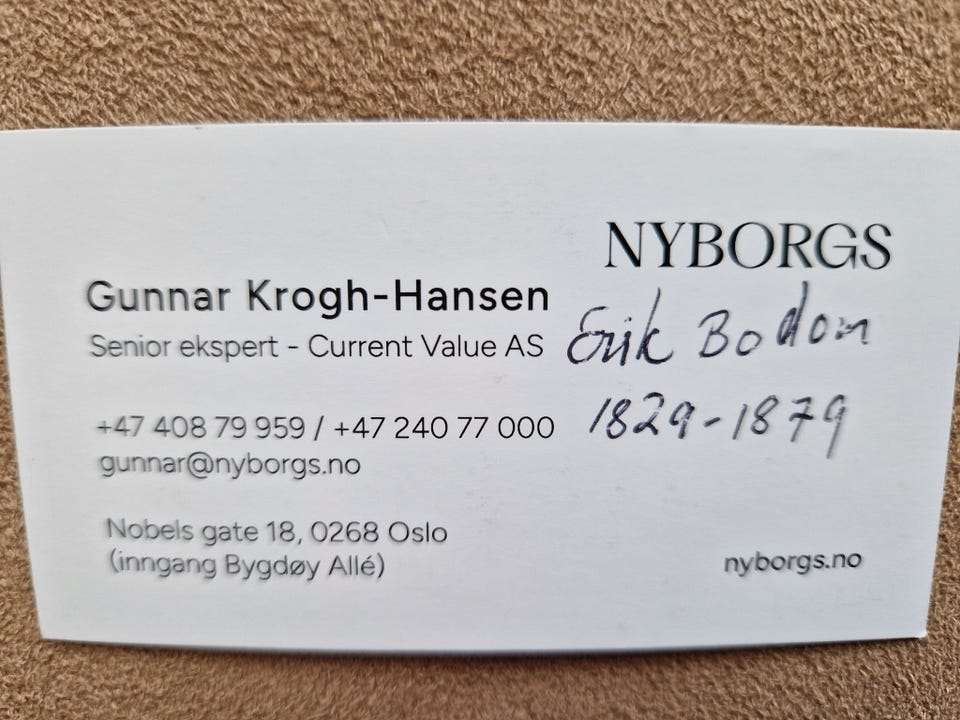 NYBORGS
Gunnar Krogh-Hansen
Senior ekspert - Current Value AS
Erik Bodom
1829-1879
+47 408 79 959 / +47 240 77 000
gunnar@nyborgs.no
Nobels gate 18, 0268 Oslo
(inngang Bygdøy Allé)
nyborgs.no